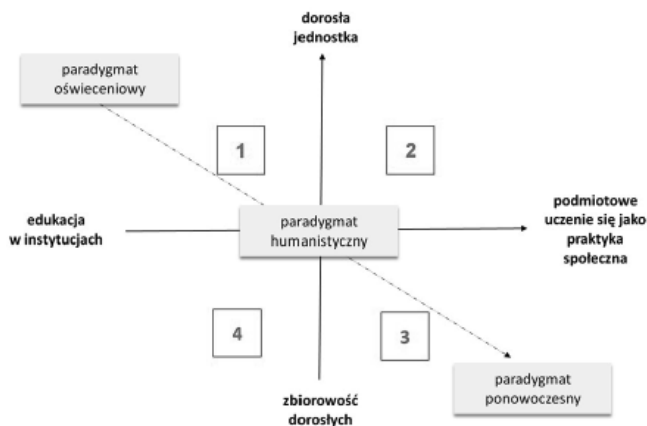 dorosła
jednostka
paradygmat
oświeceniowy
1
2
edukacja
w instytucjach
paradygmat
humanistyczny
podmiotowe
uczenie się jako
praktyka
społeczna
4
3
zbiorowość
dorosłych
paradygmat
ponowoczesny